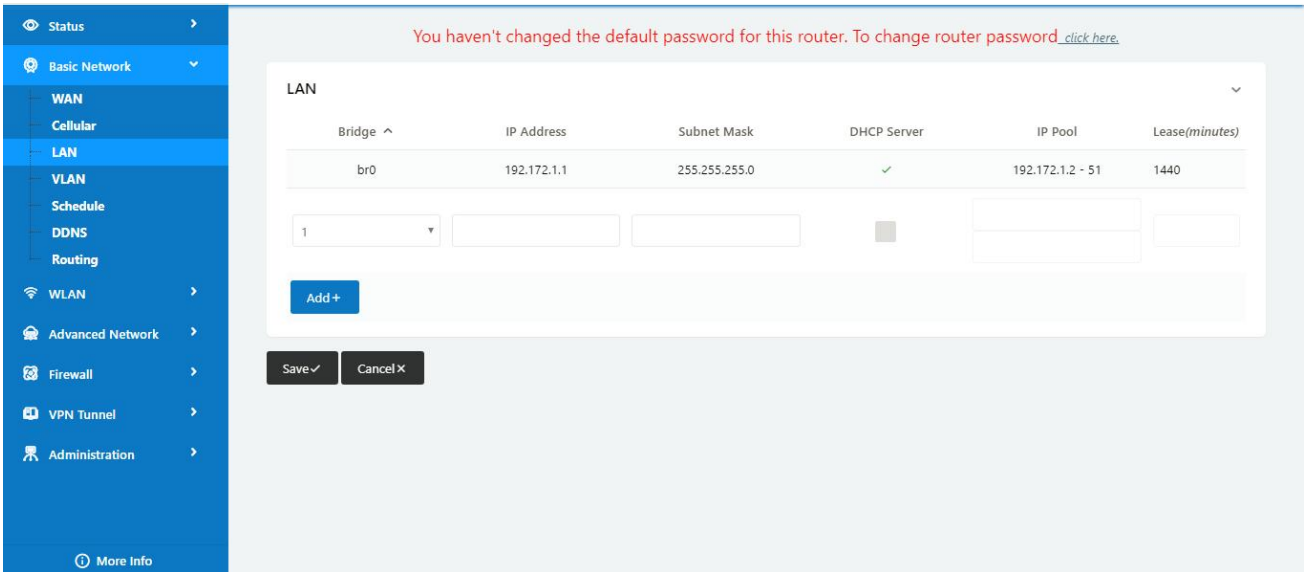 Status
Basic Network
WAN
Cellular
LAN
VLAN
Schedule
DDNS
Routing
WLAN
Advanced Network
Firewall
VPN Tunnel
Administration
More Info
You haven't changed the default password for this router. To change router password click here.
LAN
Bridge IP Address Subnet Mask DHCP Server IP Pool Lease(minutes)
br0 192.172.1.1 255.255.255.0 192.172.1.2 - 51 1440
1
Add+
Save Cancel